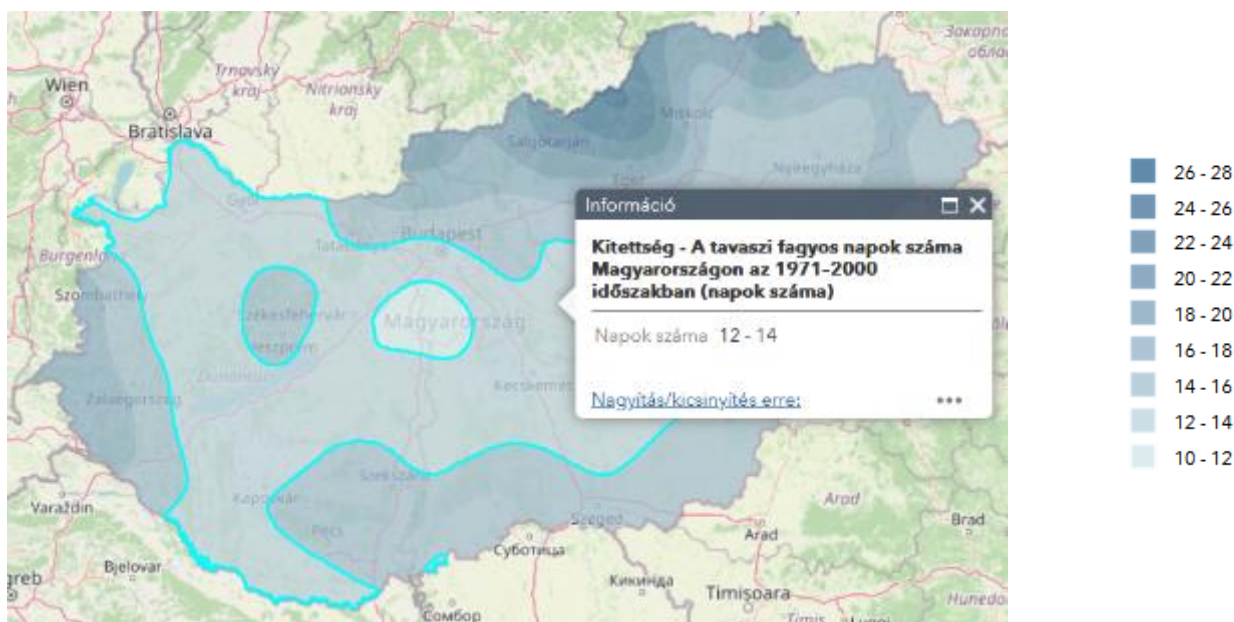 Wien
Bratislava
Trnavský
kraj
Nitriansky
kraj
Salgótarján
Miskolc
Eger
Nyíregyháza
Győr
Tatabánya
Budapest
Szombathely
Székesfehérvár
Veszprém
Magyarország
Zalaegerszeg
Kecskemét
Kaposvár
Szekszárd
Pécs
Szeged
Varaždin
Bjelovar
Суботица
Сомбор
Кикинда
Timișoara
Arad
Arad
Brad
Információ
Kitettség - A tavaszi fagyos napok száma
Magyarországon az 1971-2000
időszakban (napok száma)
Napok száma 12 - 14
Nagyítás/kicsinyítés erre:
26 - 28
24 - 26
22 - 24
20 - 22
18 - 20
16 - 18
14 - 16
12 - 14
10 - 12